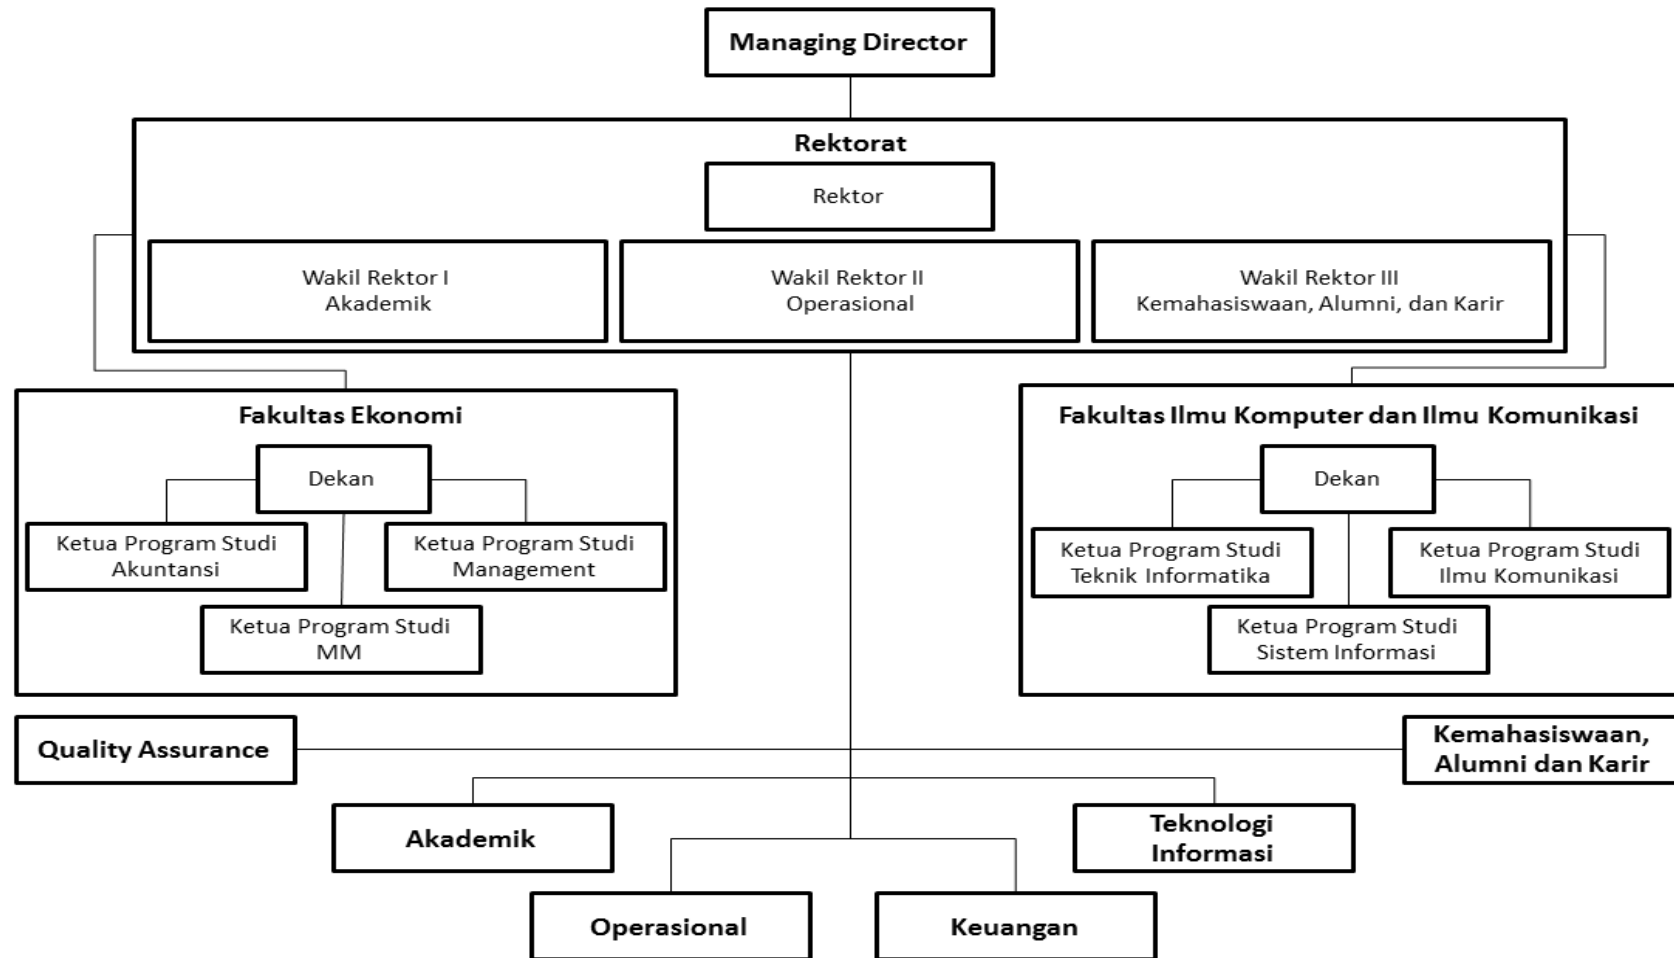 Managing Director
Rektorat
Rektor
Wakil Rektor I
Akademik
Wakil Rektor II
Operasional
Wakil Rektor III
Kemahasiswaan, Alumni, dan Karir
Fakultas Ekonomi
Dekan
Ketua Program Studi
Akuntansi
Ketua Program Studi
Management
Ketua Program Studi
MM
Fakultas Ilmu Komputer dan Ilmu Komunikasi
Dekan
Ketua Program Studi
Teknik Informatika
Ketua Program Studi
Ilmu Komunikasi
Ketua Program Studi
Sistem Informasi
Quality Assurance
Kemahasiswaan,
Alumni dan Karir
Akademik
Teknologi
Informasi
Operasional
Keuangan